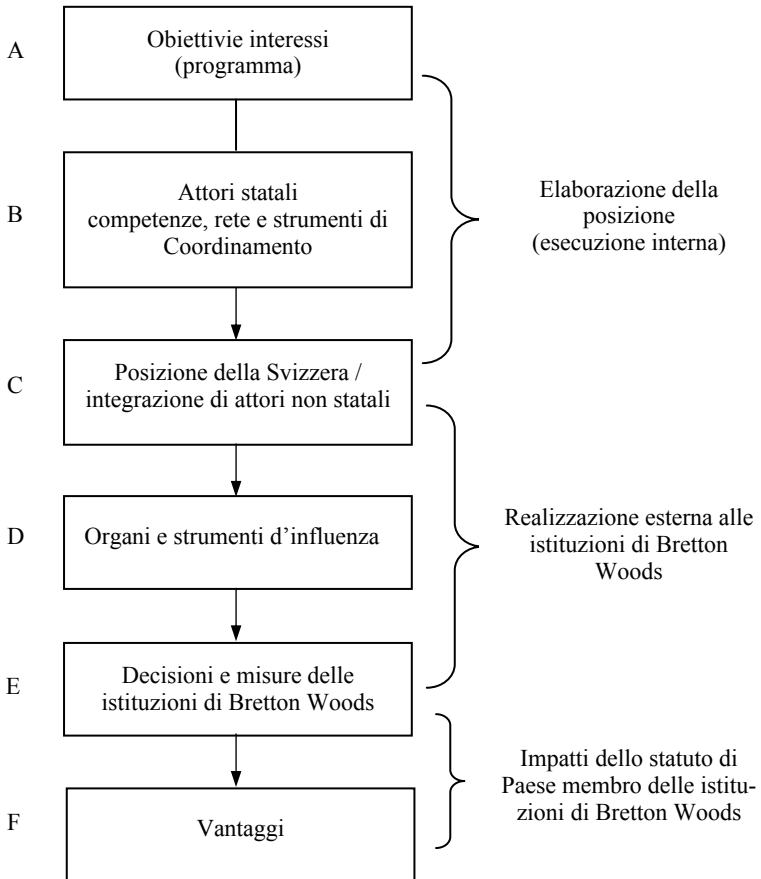 A
Obiettivie interessi
(programma)
B
Attori statali
competenze, rete e strumenti di
Coordinamento
Elaborazione della
posizione
(esecuzione interna)
C
Posizione della Svizzera /
integrazione di attori non statali
D
Organi e strumenti d’influenza
Realizzazione esterna alle
istituzioni di Bretton
Woods
E
Decisioni e misure delle
istituzioni di Bretton Woods
Impatti dello statuto di
Paese membro delle istitu-
zioni di Bretton Woods
F
Vantaggi